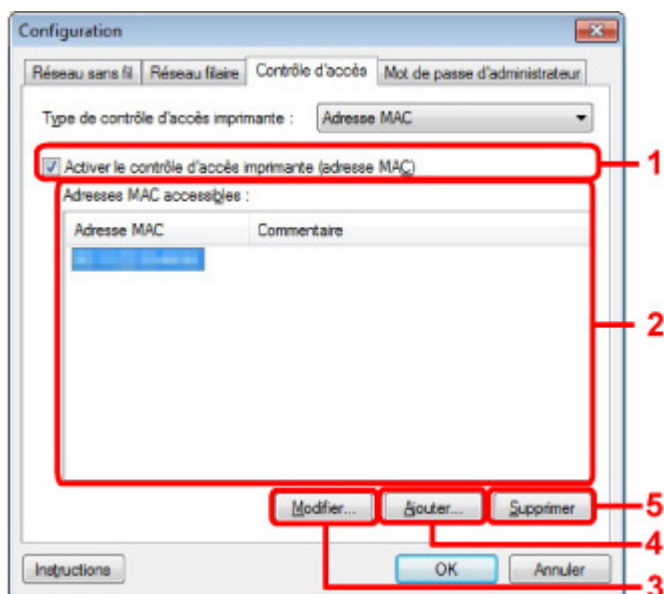 Configuration
Réseau sans fil Réseau filaire Contrôle d'accès Mot de passe d'administrateur
Type de contrôle d'accès imprimante : Adresse MAC
Activer le contrôle d'accès imprimante (adresse MAC) 1
Adresses MAC accessibles :
Adresse MAC Commentaire
2
Modifier... Ajouter... Supprimer 5
4
Instructions OK Annuler
3